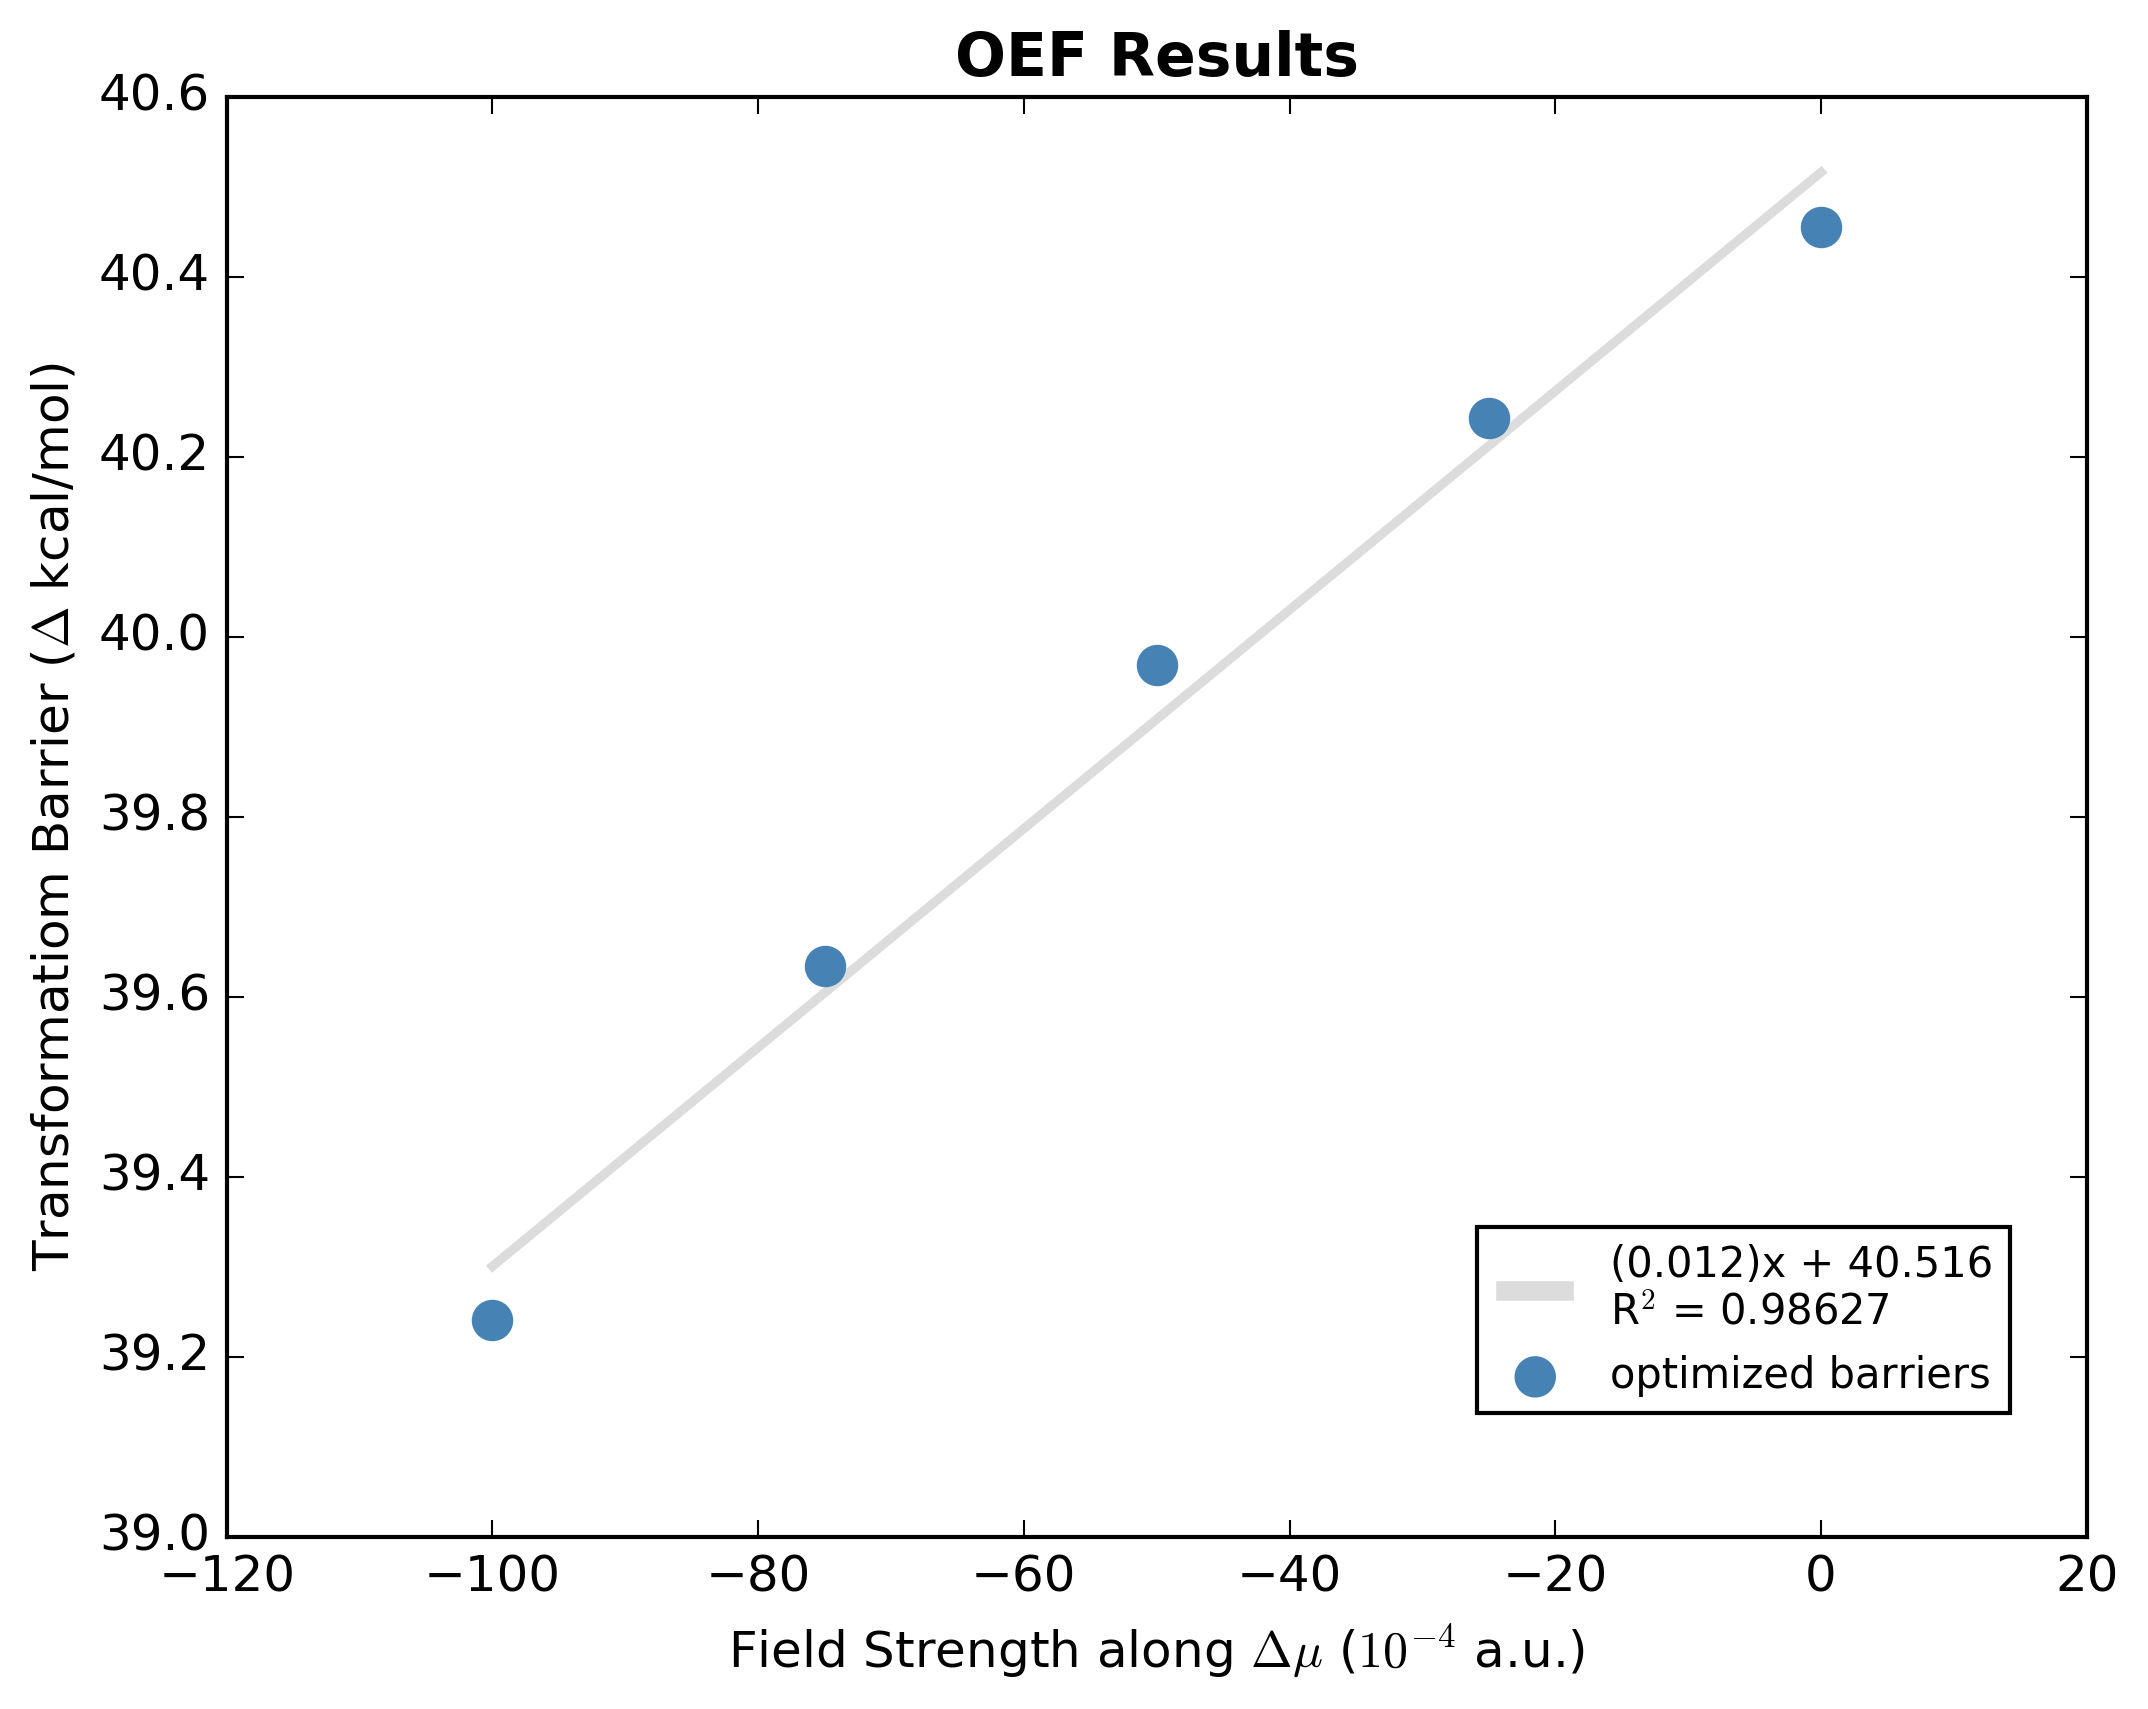 OEF Results
Transformatiom Barrier (Δ kcal/mol)
40.6
40.4
40.2
40.0
39.8
39.6
39.4
39.2
39.0
(0.012)x + 40.516
R² = 0.98627
optimized barriers
−120 −100 −80 −60 −40 −20 0 20
Field Strength along Δμ (10⁻⁴ a.u.)